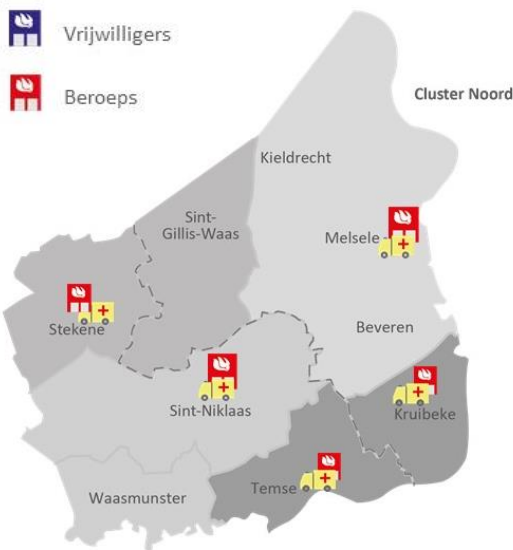 Vrijwilligers
Beroeps
Cluster Noord
Kieldrecht
Sint-
Gillis-Waas
Melsele
Stekene
Beveren
Sint-Niklaas
Kruibeke
Temse
Waasmunster